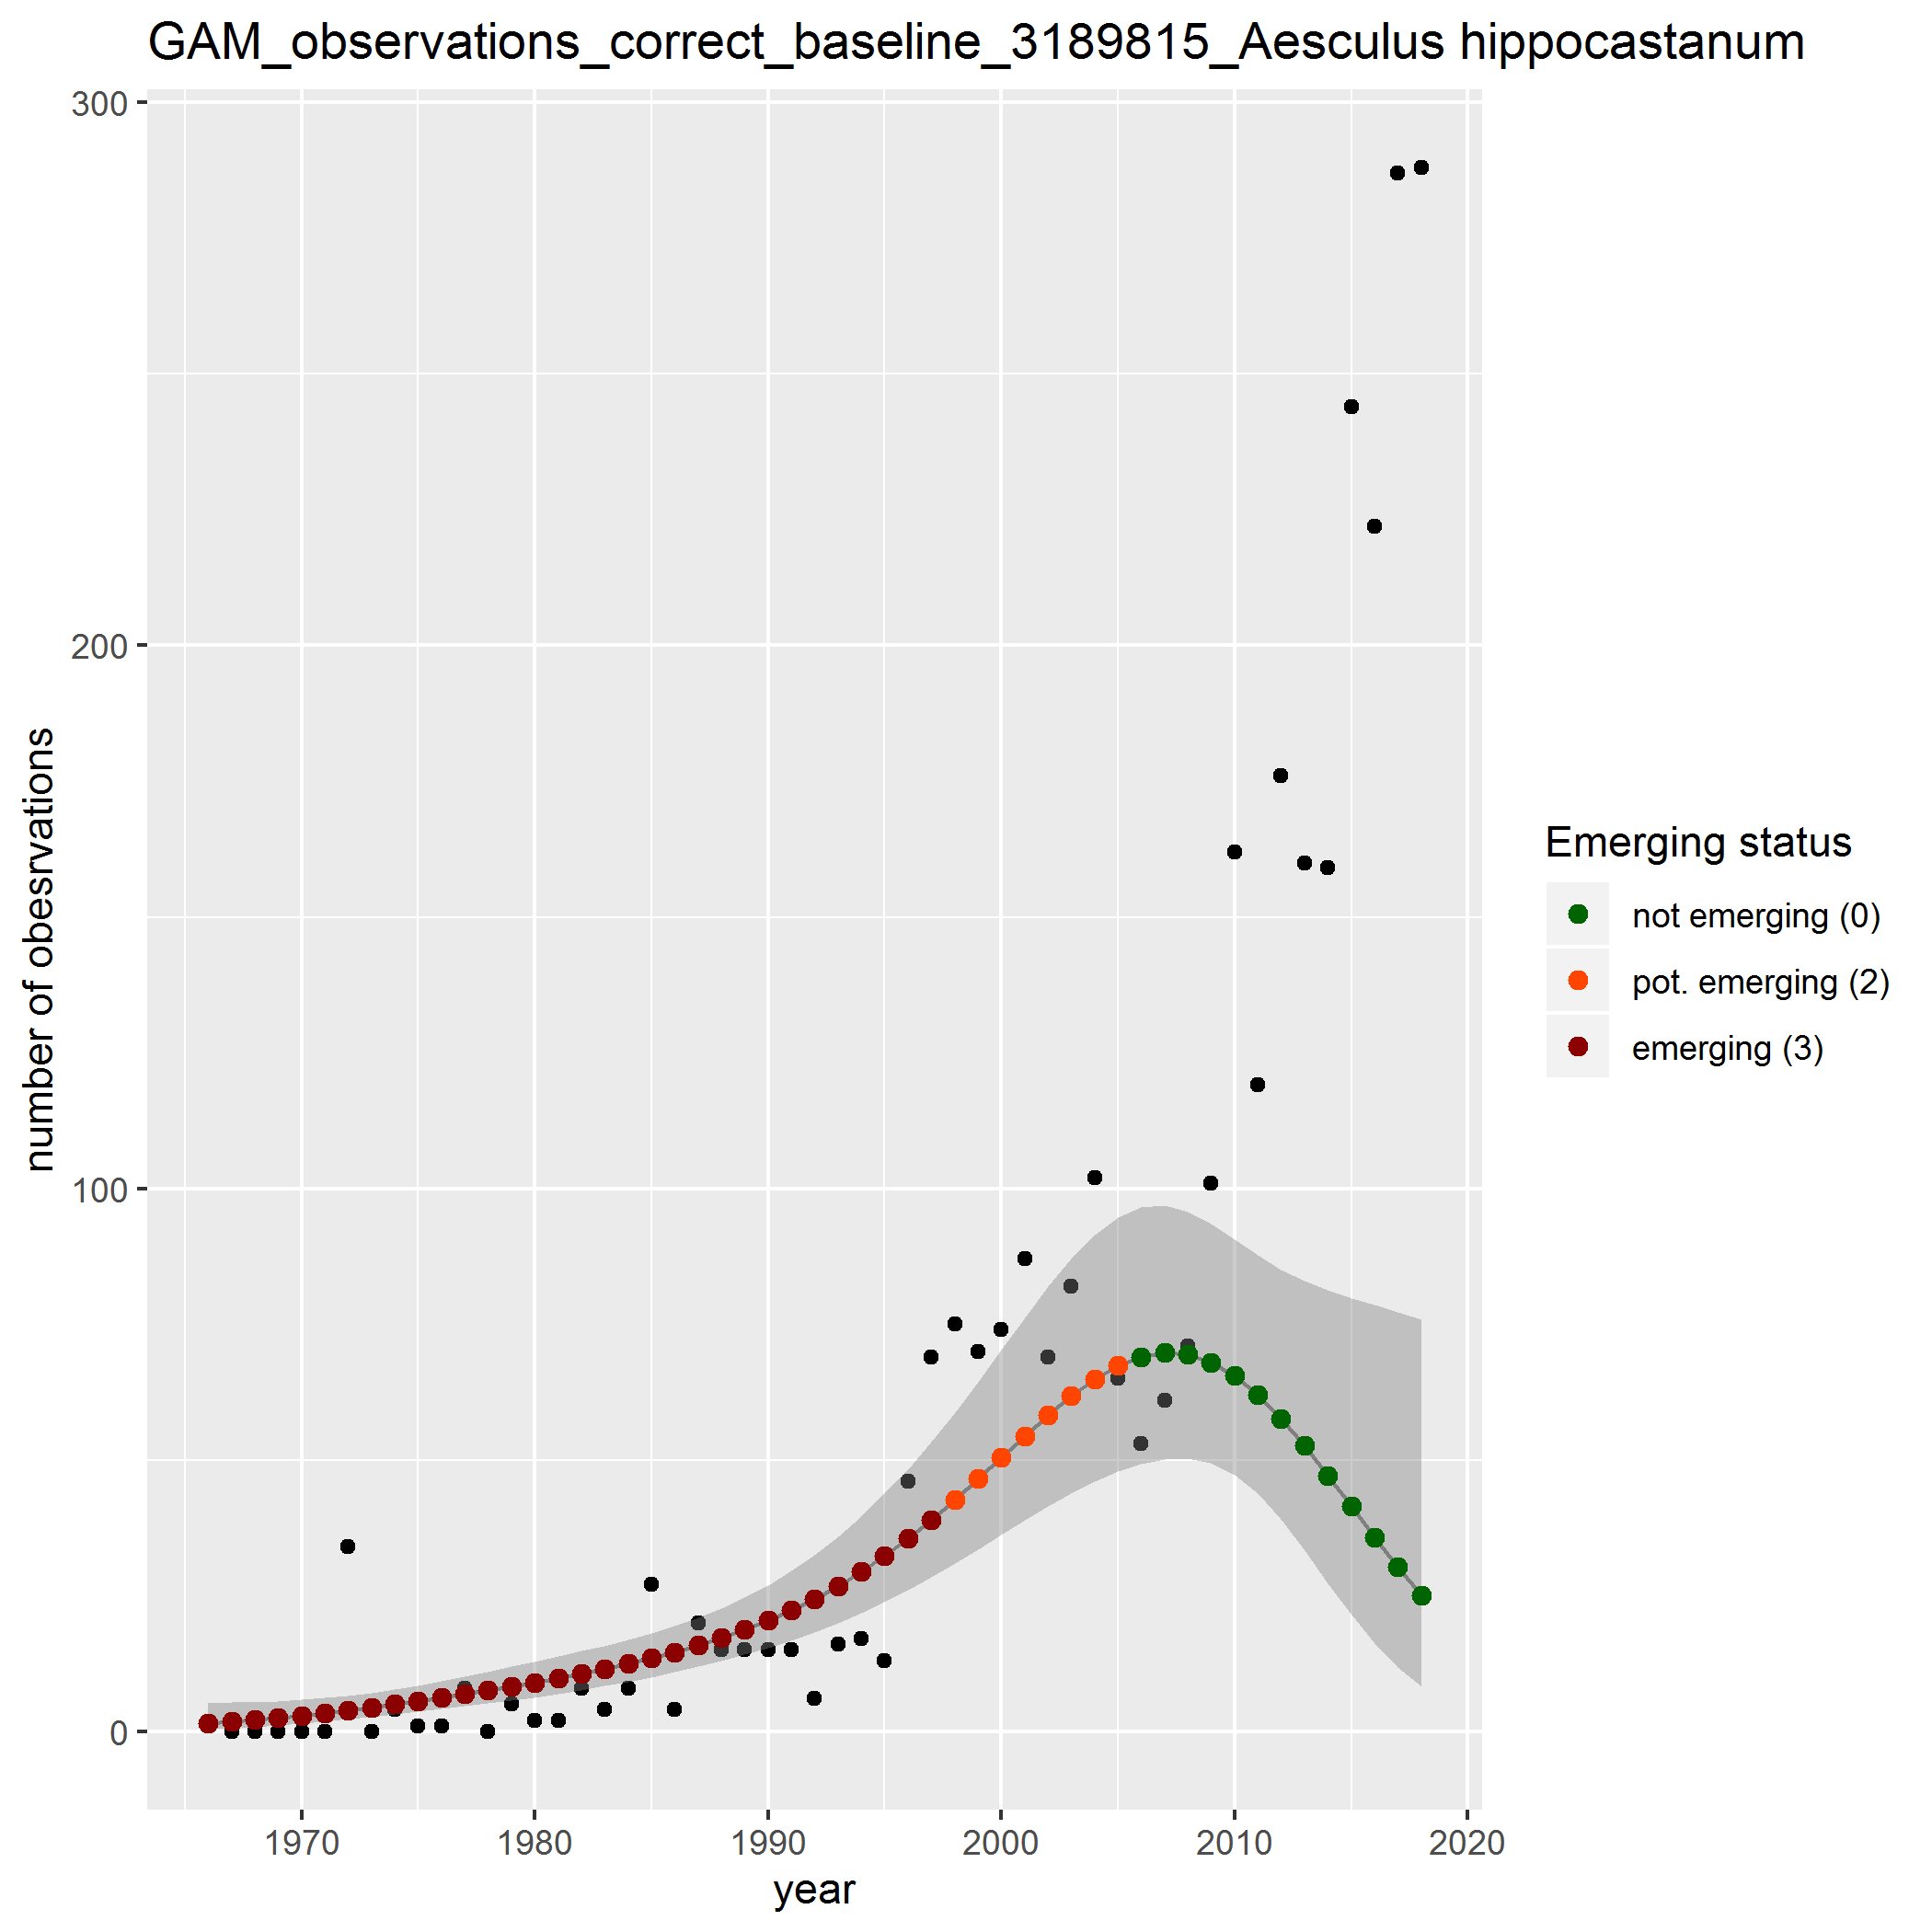 GAM_observations_correct_baseline_3189815_Aesculus hippocastanum
300
200
100
0
number of obesrvations
1970
1980
1990
2000
2010
2020
year
Emerging status
not emerging (0)
pot. emerging (2)
emerging (3)